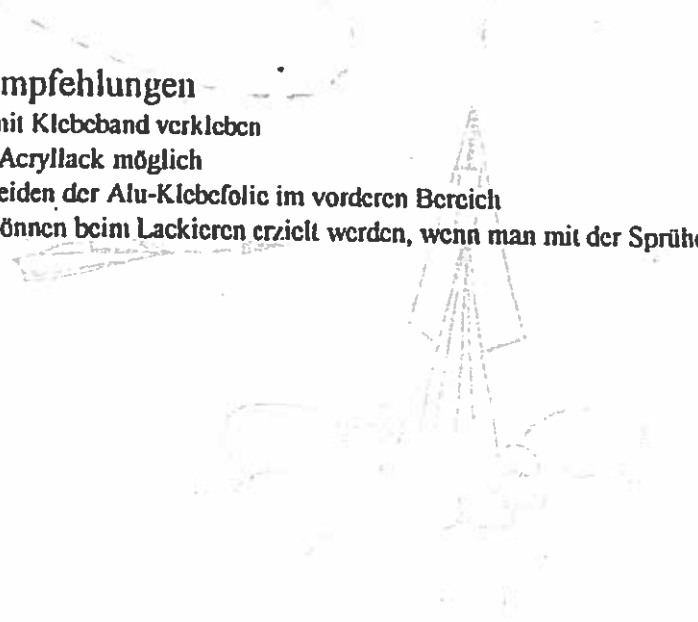 mpfehlungen
mit Klebeband verkleben
Acryllack möglich
eiden der Alu-Klebefolie im vorderen Bereich
önnen beim Lackieren erzielt werden, wenn man mit der Sprühe